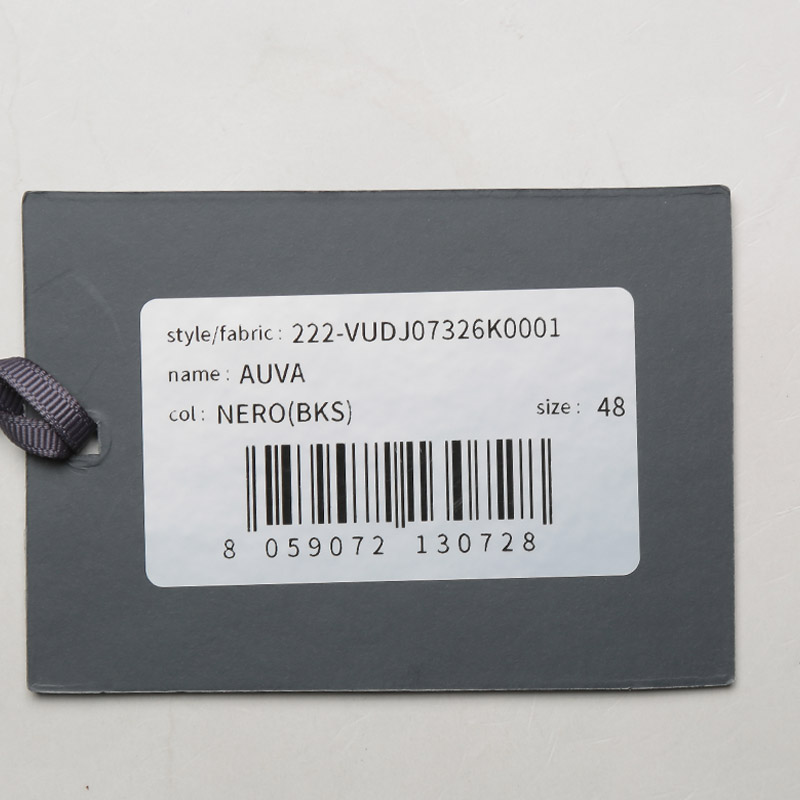 style/fabric : 222-VUDJ07326K0001
name : AUVA
col : NERO(BKS) size : 48
8 059072 130728